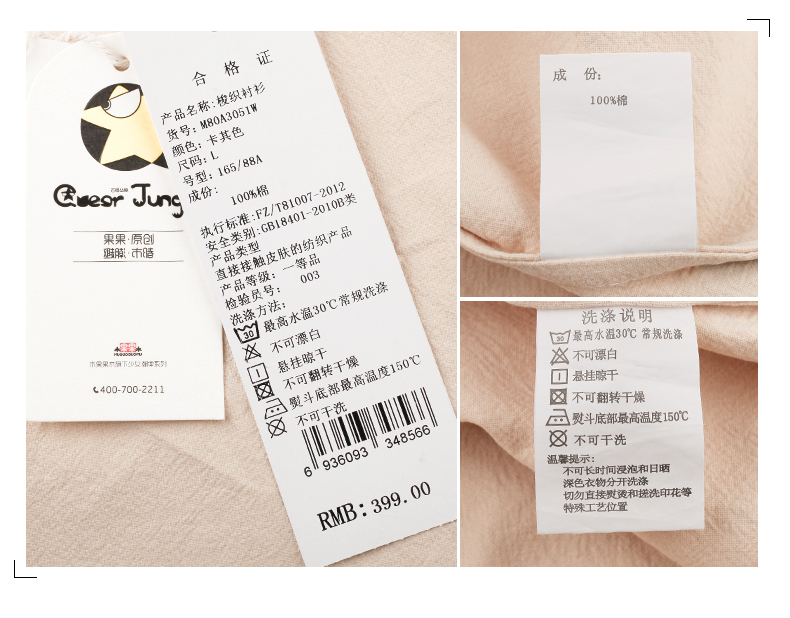 Guesor Jung
果果·原创
MUGUOGUOMU
400-700-2211
合 格 证
产品名称:梭织衬衫
货号: M80A3051W
颜色: 卡其色
尺码: L
号型: 165/88A
成份:
100%棉
执行标准:FZ/T81007-2012
安全类别:GB18401-2010B类
产品类型
直接接触皮肤的纺织产品
产品等级: 一等品
检验员号: 003
洗涤方法:
30 最高水温30℃常规洗涤
不可漂白
悬挂晾干
不可翻转干燥
熨斗底部最高温度150℃
不可干洗
6 936093 348566
RMB:399.00
成 份:
100%棉
洗涤说明
30 最高水温30℃ 常规洗涤
不可漂白
悬挂晾干
不可翻转干燥
熨斗底部最高温度150℃
不可干洗
温馨提示:
不可长时间浸泡和日晒
深色衣物分开洗涤
切勿直接熨烫和搓洗印花等
特殊工艺位置